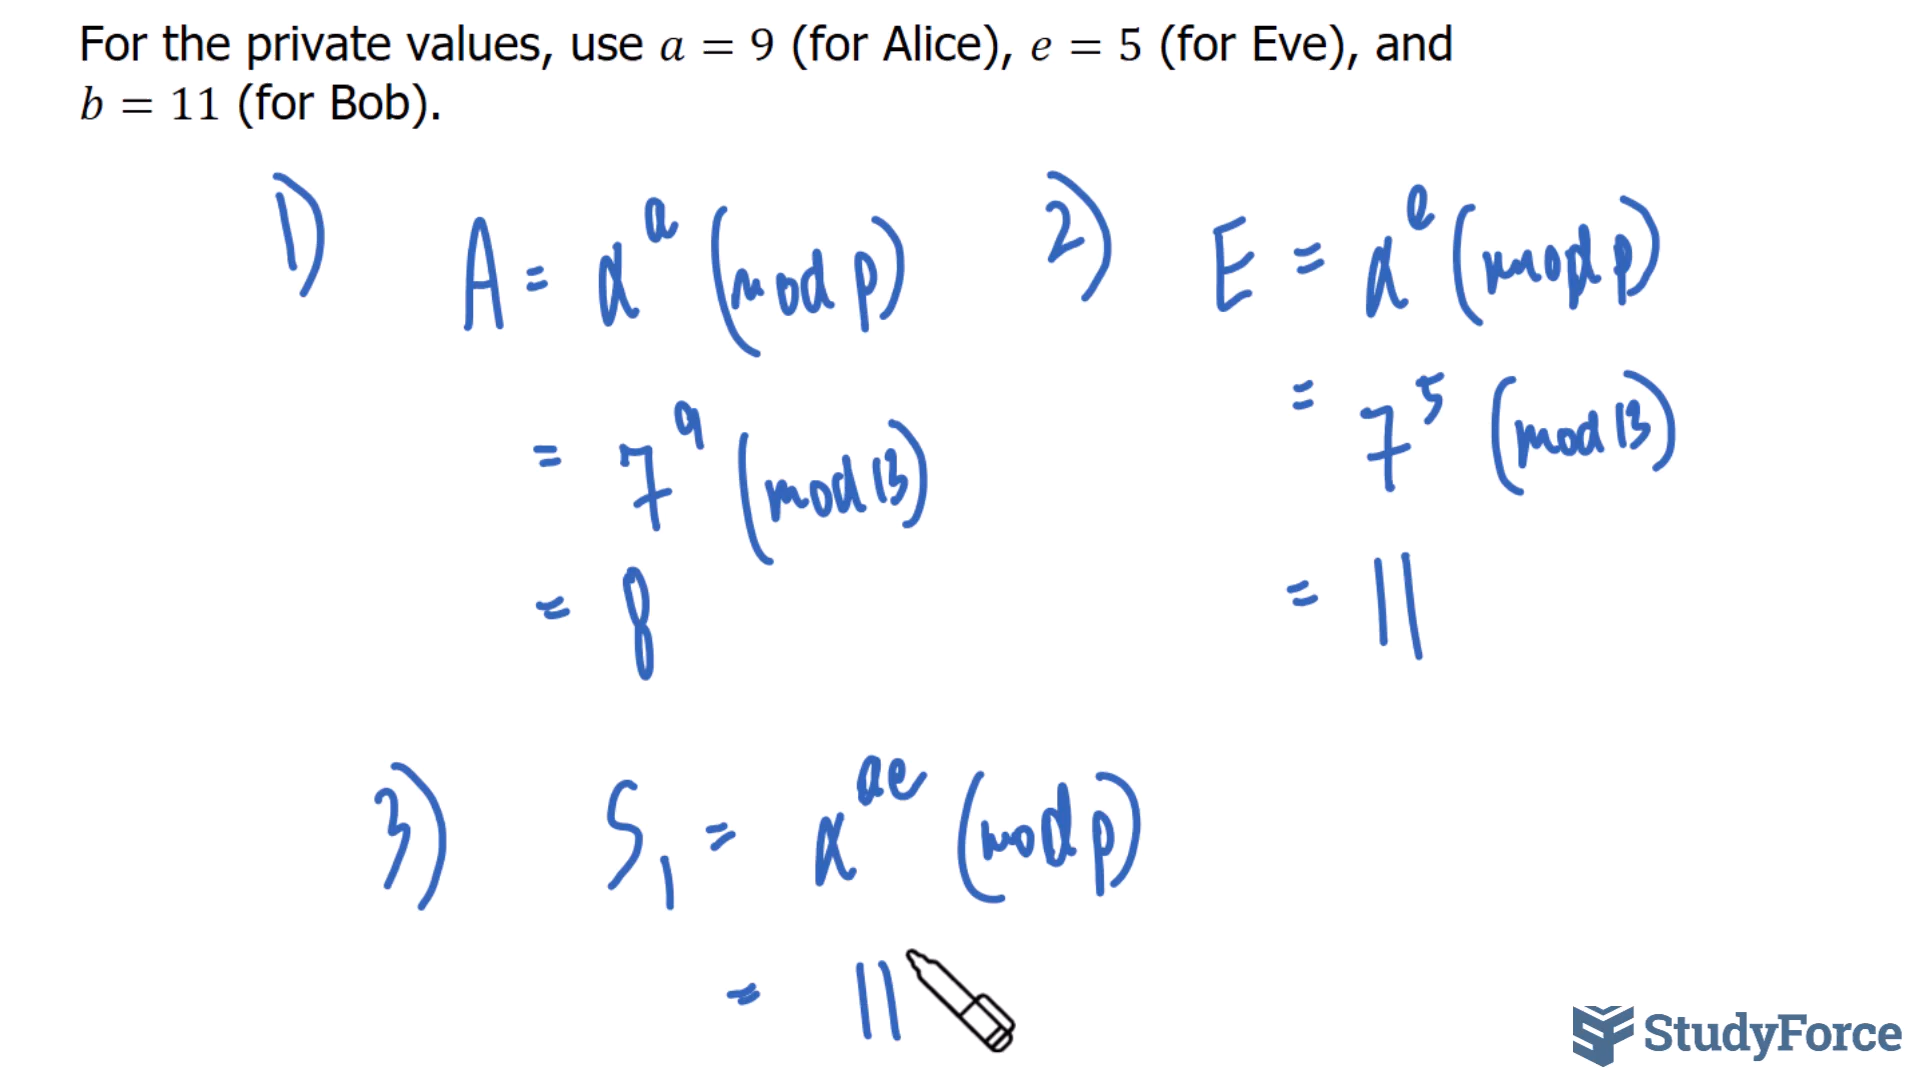 For the private values, use a = 9 (for Alice), e = 5 (for Eve), and
b = 11 (for Bob).
1) A = α^a (mod p)
= 7^9 (mod 13)
= 8
2) E = α^e (mod p)
= 7^5 (mod 13)
= 11
3) S₁ = α^ae (mod p)
= 11
StudyForce